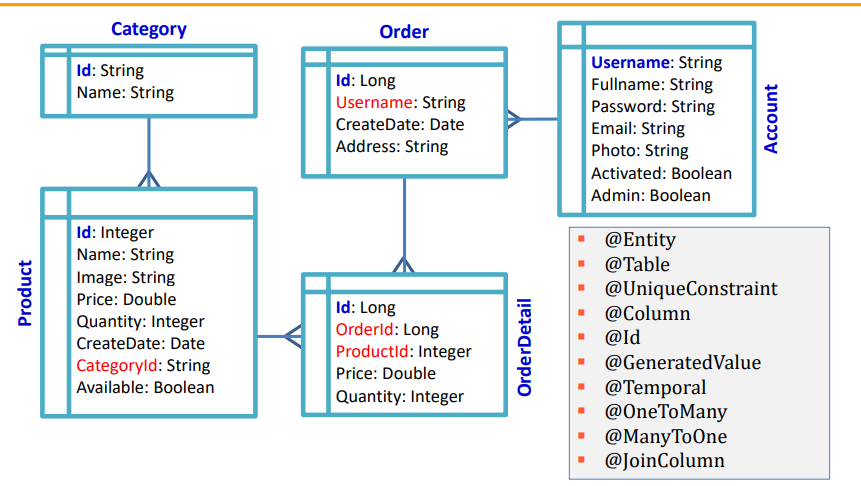 Category
Id: String
Name: String
Order
Id: Long
Username: String
CreateDate: Date
Address: String
Username: String
Fullname: String
Password: String
Email: String
Photo: String
Activated: Boolean
Admin: Boolean
Account
Product
Id: Integer
Name: String
Image: String
Price: Double
Quantity: Integer
CreateDate: Date
CategoryId: String
Available: Boolean
Id: Long
OrderId: Long
ProductId: Integer
Price: Double
Quantity: Integer
OrderDetail
▪ @Entity
▪ @Table
▪ @UniqueConstraint
▪ @Column
▪ @Id
▪ @GeneratedValue
▪ @Temporal
▪ @OneToMany
▪ @ManyToOne
▪ @JoinColumn